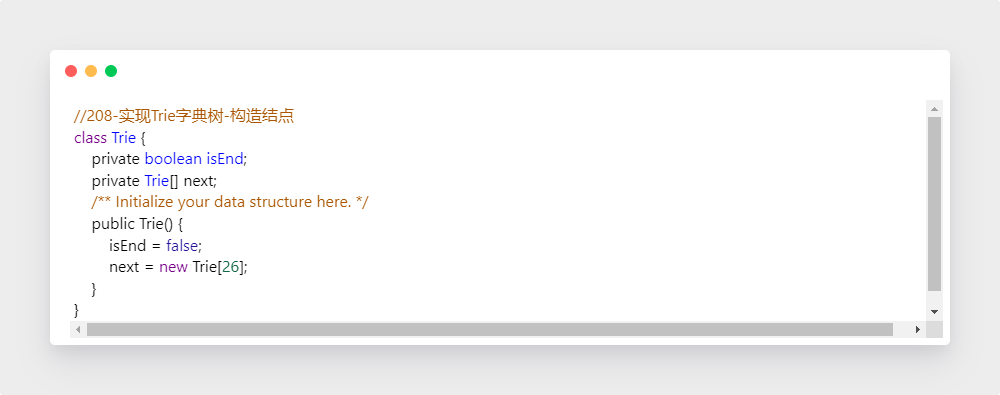 //208-实现Trie字典树-构造结点
class Trie {
    private boolean isEnd;
    private Trie[] next;
    /** Initialize your data structure here. */
    public Trie() {
        isEnd = false;
        next = new Trie[26];
    }
}